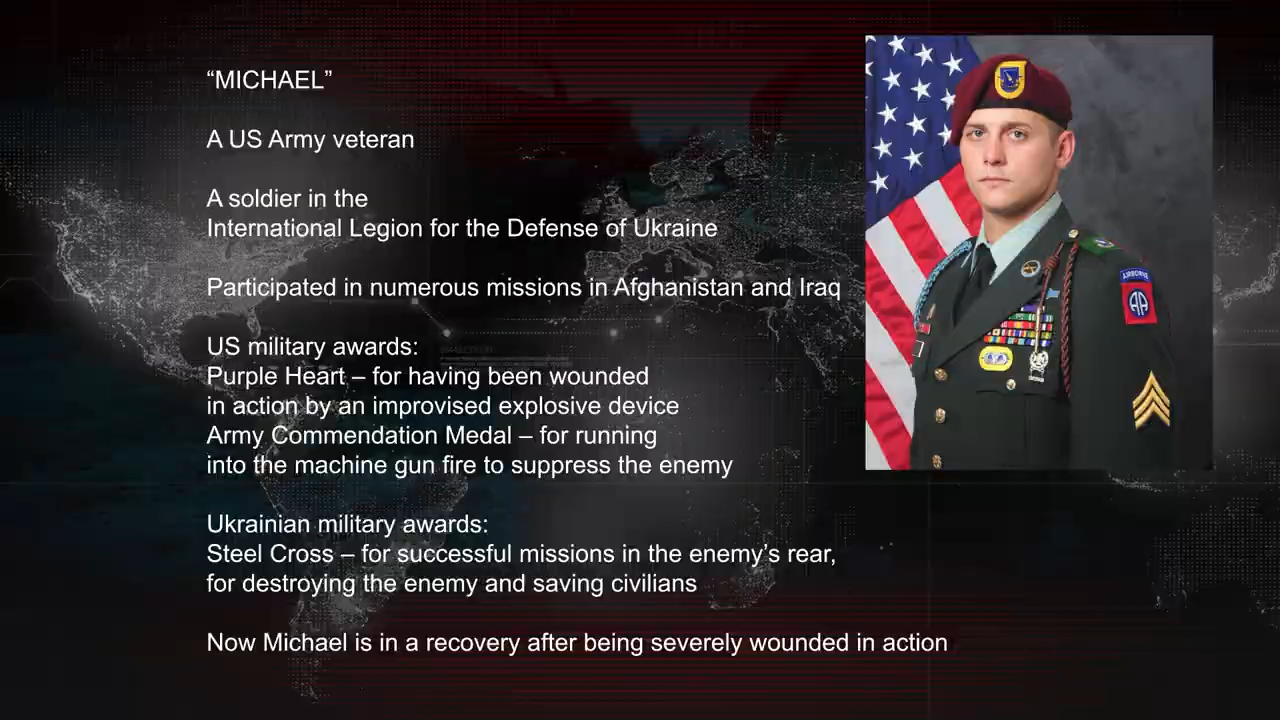 “MICHAEL”
A US Army veteran
A soldier in the
International Legion for the Defense of Ukraine
Participated in numerous missions in Afghanistan and Iraq
US military awards:
Purple Heart – for having been wounded
in action by an improvised explosive device
Army Commendation Medal – for running
into the machine gun fire to suppress the enemy
Ukrainian military awards:
Steel Cross – for successful missions in the enemy’s rear,
for destroying the enemy and saving civilians
Now Michael is in a recovery after being severely wounded in action
AIRBORNE
AA